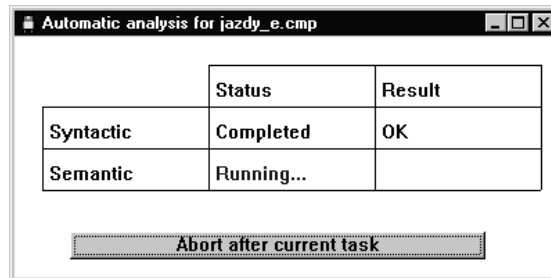 Automatic analysis for jazdy_e.cmp
Status Result
Syntactic Completed OK
Semantic Running...
Abort after current task